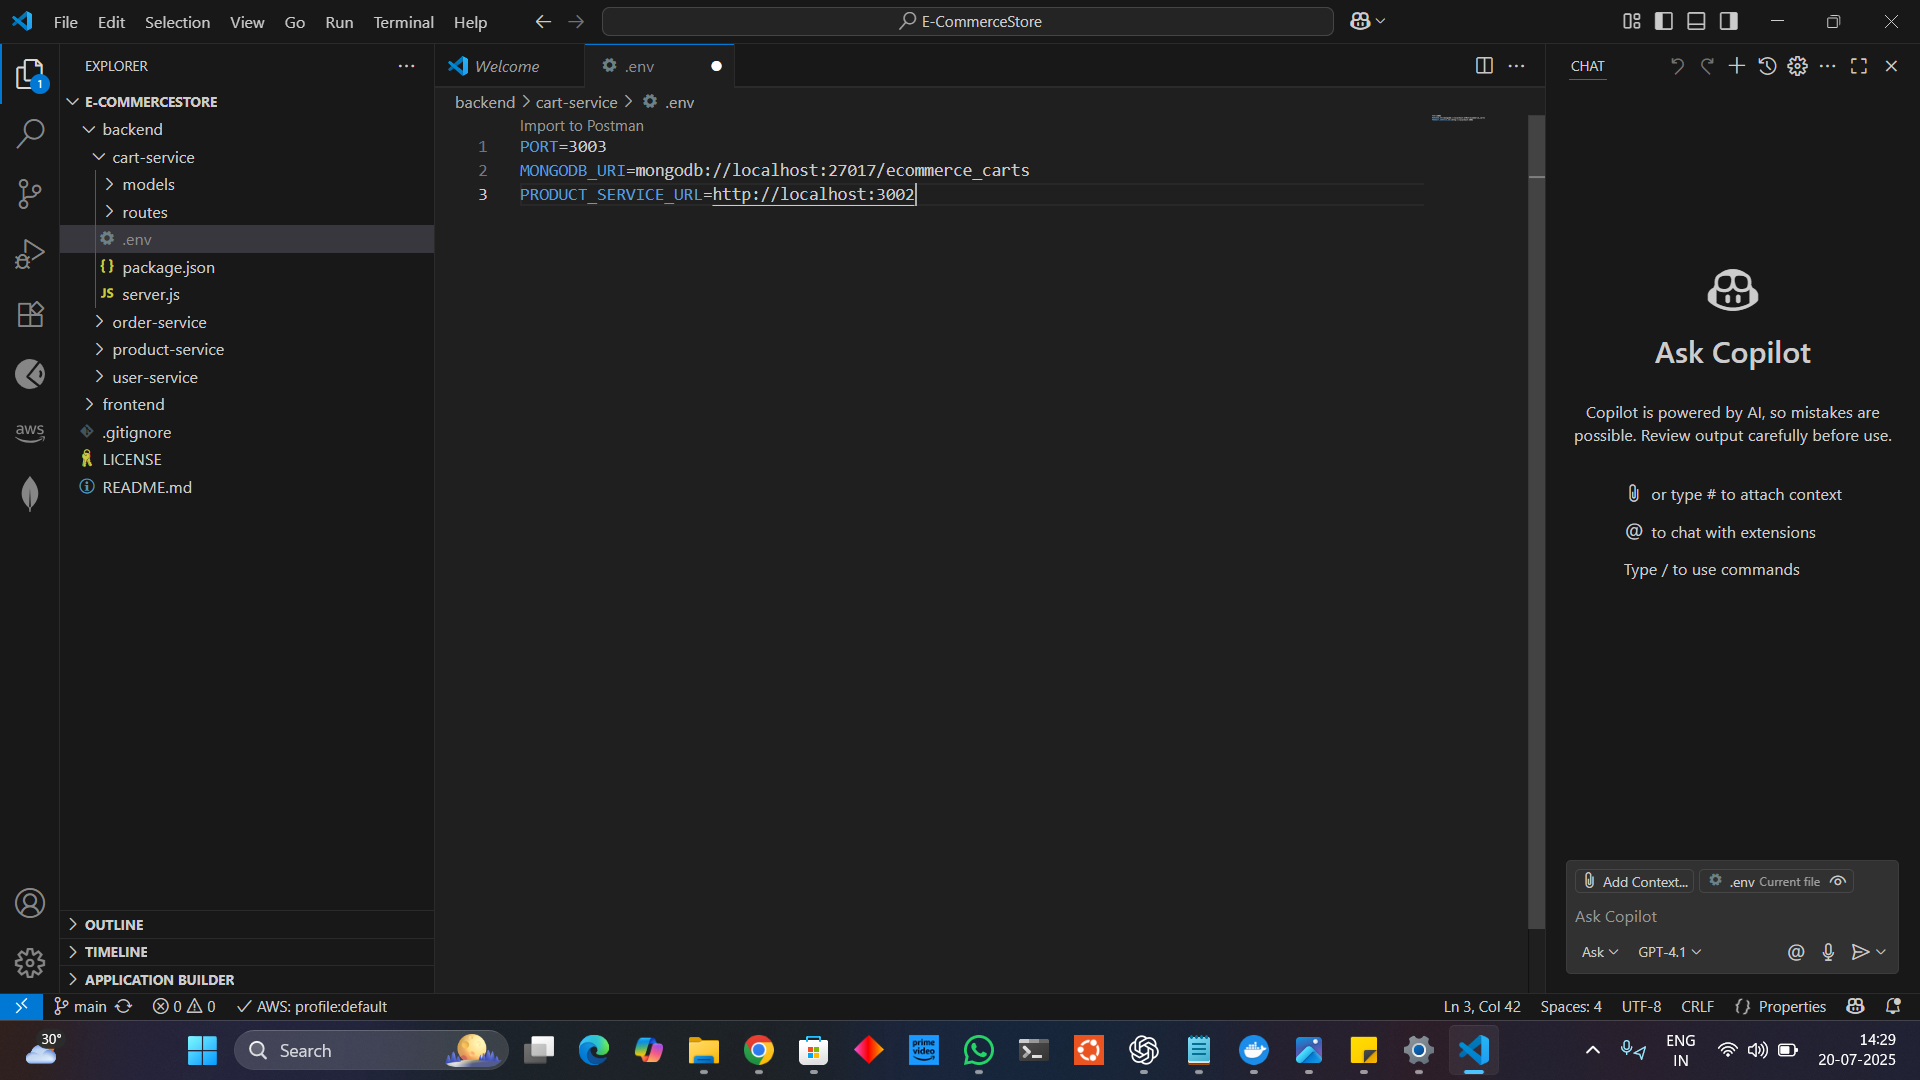 File Edit Selection View Go Run Terminal Help
E-CommerceStore
EXPLORER
1
E-COMMERCESTORE
backend
cart-service
models
routes
.env
{} package.json
JS server.js
order-service
product-service
user-service
frontend
.gitignore
LICENSE
README.md
aws
OUTLINE
TIMELINE
APPLICATION BUILDER
Welcome
.env
backend > cart-service > .env
Import to Postman
1 PORT=3003
2 MONGODB_URI=mongodb://localhost:27017/ecommerce_carts
3 PRODUCT_SERVICE_URL=http://localhost:3002
CHAT
Ask Copilot
Copilot is powered by AI, so mistakes are
possible. Review output carefully before use.
or type # to attach context
@ to chat with extensions
Type / to use commands
Add Context... .env Current file
Ask Copilot
Ask GPT-4.1 @
main 0 0 AWS: profile:default
Ln 3, Col 42 Spaces: 4 UTF-8 CRLF {} Properties
30°
Search
prime video
ENG
IN
14:29
20-07-2025